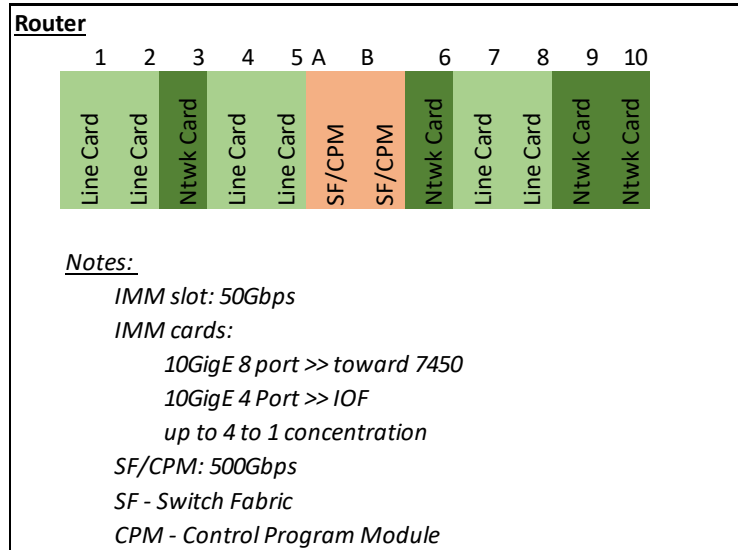 Router
1 2 3 4 5 A B 6 7 8 9 10
Line Card Line Card Ntwk Card Line Card Line Card SF/CPM SF/CPM Ntwk Card Line Card Line Card Ntwk Card Ntwk Card
Notes:
IMM slot: 50Gbps
IMM cards:
10GigE 8 port >> toward 7450
10GigE 4 Port >> IOF
up to 4 to 1 concentration
SF/CPM: 500Gbps
SF - Switch Fabric
CPM - Control Program Module